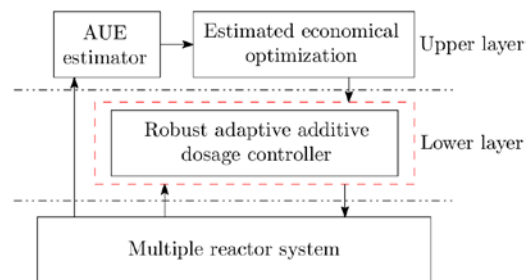 AUE
estimator
Estimated economical
optimization
Upper layer
Robust adaptive additive
dosage controller
Lower layer
Multiple reactor system